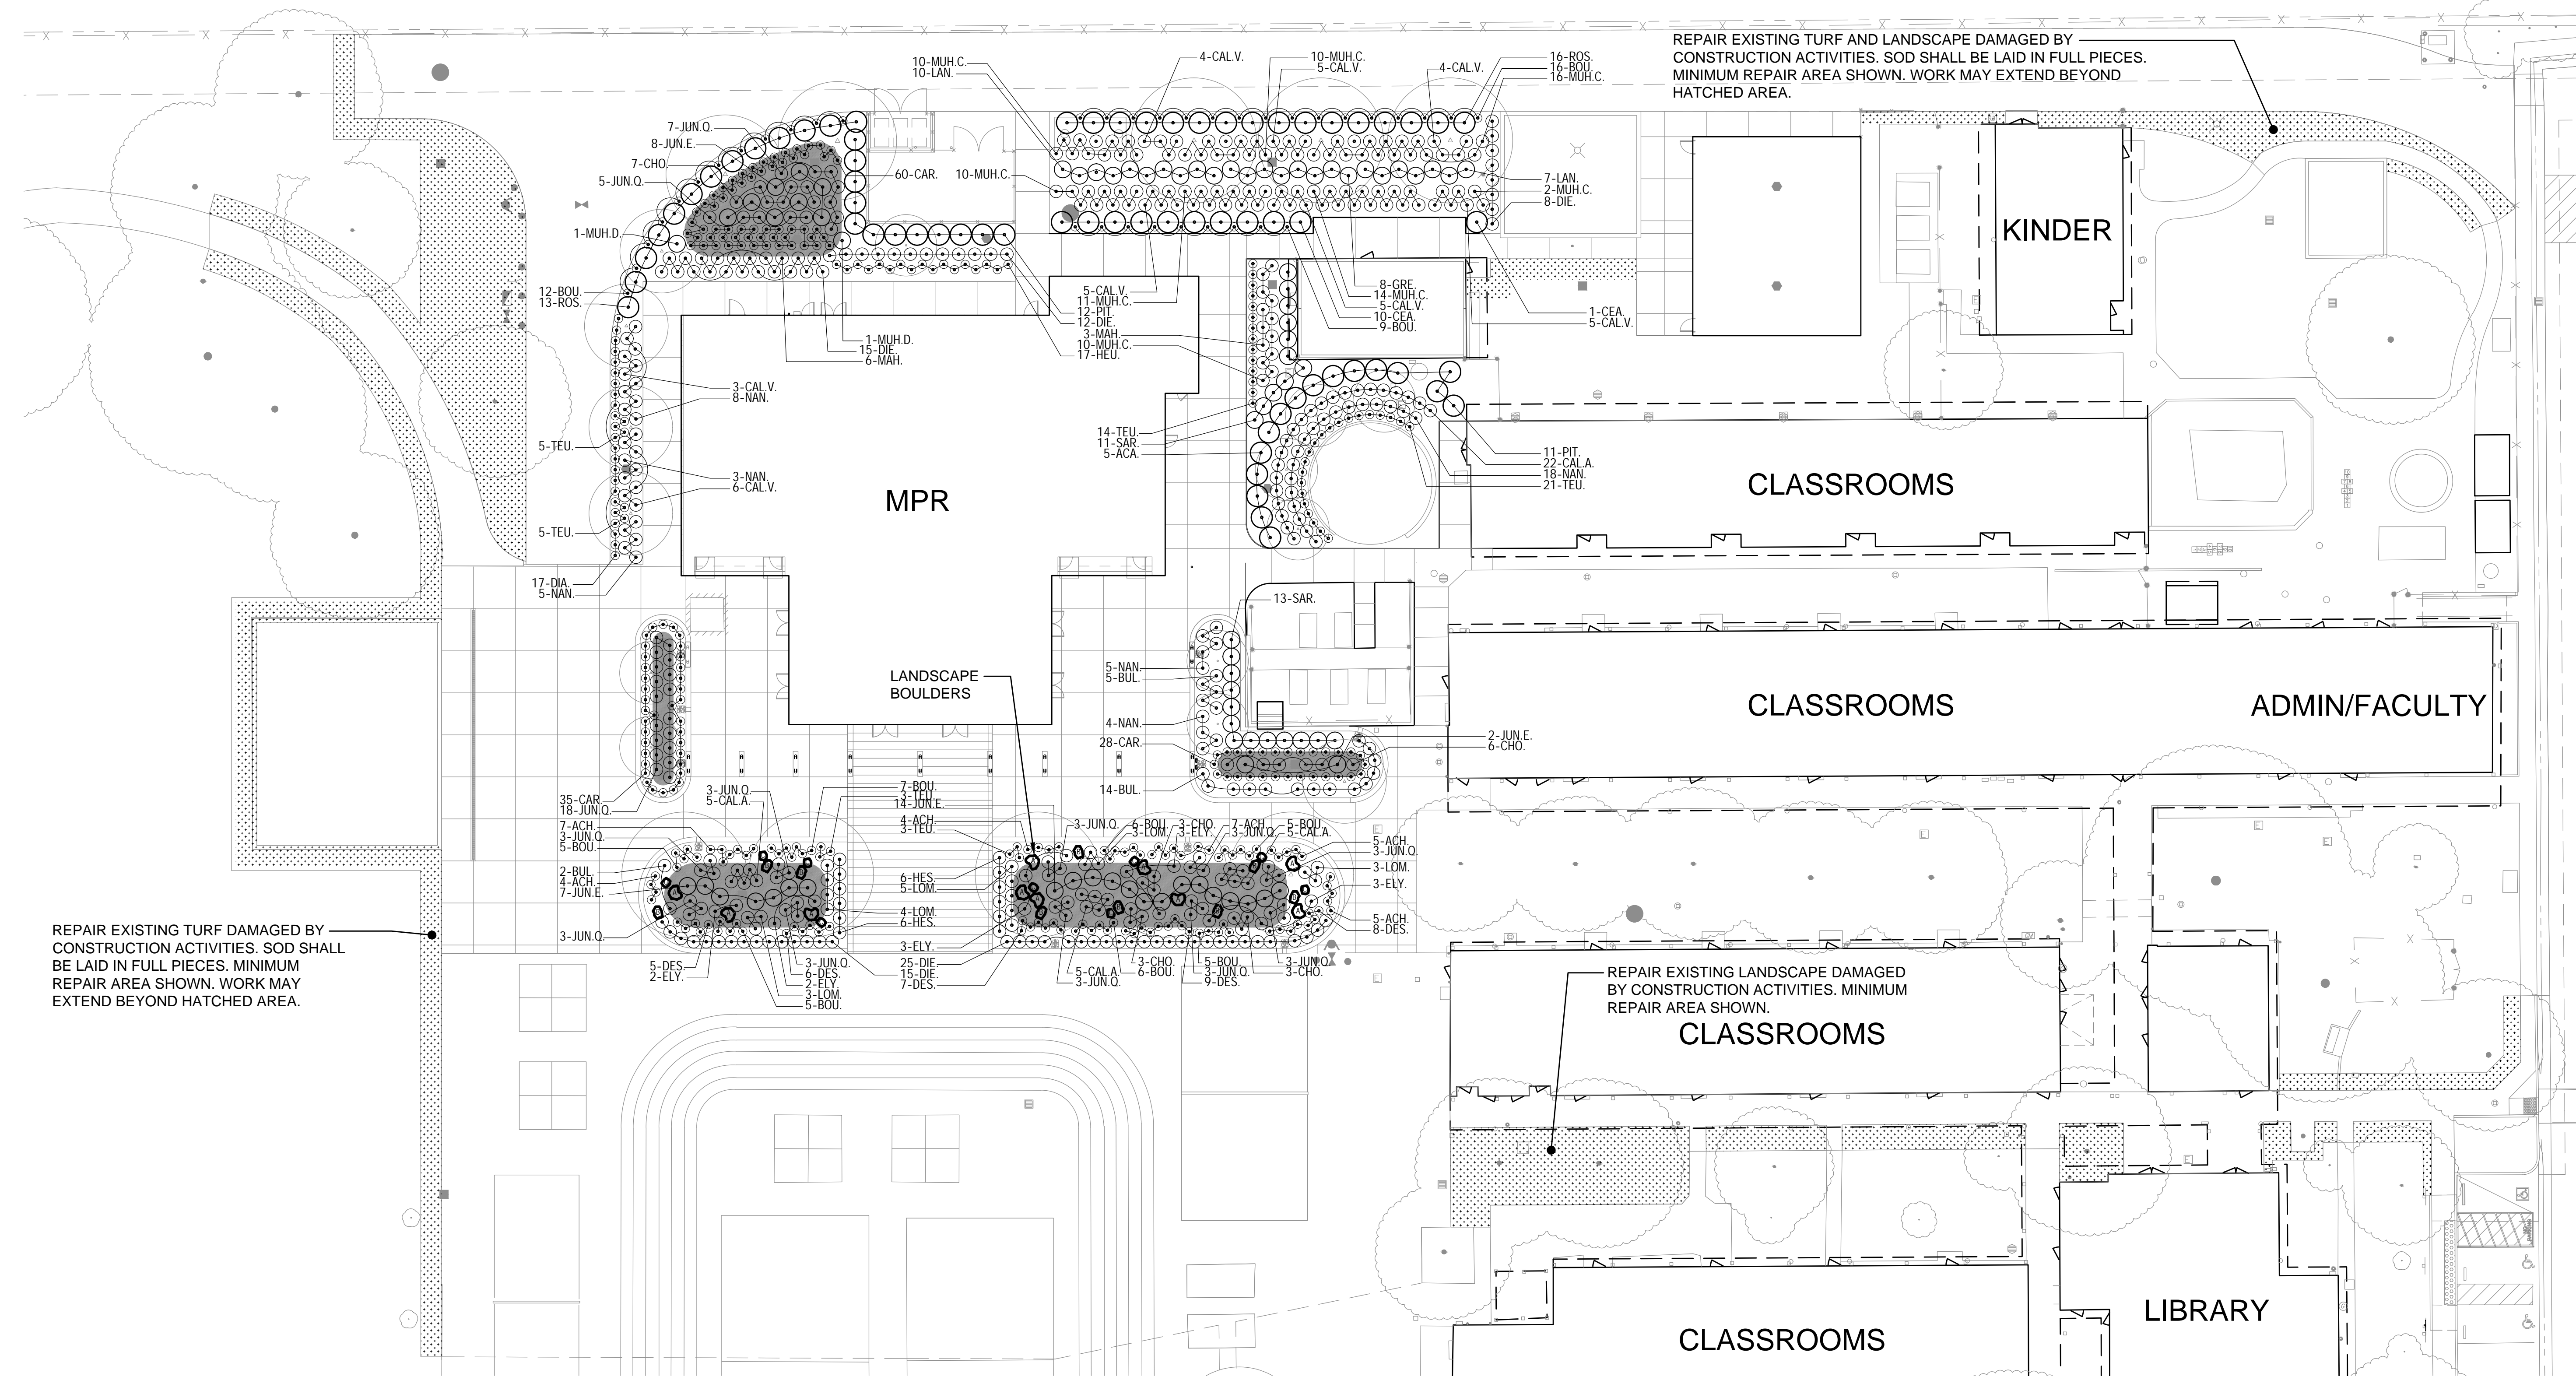 REPAIR EXISTING TURF AND LANDSCAPE DAMAGED BY
CONSTRUCTION ACTIVITIES. SOD SHALL BE LAID IN FULL PIECES.
MINIMUM REPAIR AREA SHOWN. WORK MAY EXTEND BEYOND
HATCHED AREA.
10-MUH.C.
10-LAN.
4-CAL.V.
10-MUH.C.
5-CAL.V.
4-CAL.V.
16-ROS.
16-BOU.
16-MUH.C.
7-JUN.Q.
8-JUN.E.
7-CHO.
5-JUN.Q.
60-CAR.
10-MUH.C.
7-LAN.
2-MUH.C.
8-DIE.
1-MUH.D.
KINDER
12-BOU.
13-ROS.
5-CAL.V.
11-MUH.C.
12-PIT.
12-DIE.
3-MAH.
10-MUH.C.
17-HEU.
8-GRE.
14-MUH.C.
5-CAL.V.
10-CEA.
9-BOU.
1-CEA.
5-CAL.V.
1-MUH.D.
15-DIE.
6-MAH.
3-CAL.V.
8-NAN.
5-TEU.
14-TEU.
11-SAR.
5-ACA.
11-PIT.
22-CAL.A.
18-NAN.
21-TEU.
3-NAN.
6-CAL.V.
MPR
CLASSROOMS
5-TEU.
17-DIA.
5-NAN.
13-SAR.
LANDSCAPE
BOULDERS
5-NAN.
5-BUL.
CLASSROOMS
ADMIN/FACULTY
4-NAN.
28-CAR.
2-JUN.E.
6-CHO.
14-BUL.
35-CAR.
18-JUN.Q.
3-JUN.Q.
5-CAL.A.
7-BOU.
3-TEU.
14-JUN.E.
7-ACH.
3-JUN.Q.
5-BOU.
4-ACH.
3-TEU.
3-JUN.Q.
6-BOU.
3-LOM.
3-CHO.
3-ELY.
7-ACH.
3-JUN.Q.
5-BOU.
5-CAL.A.
5-ACH.
3-JUN.Q.
2-BUL.
4-ACH.
7-JUN.E.
6-HES.
5-LOM.
3-LOM.
3-ELY.
4-LOM.
6-HES.
5-ACH.
8-DES.
3-JUN.Q.
3-ELY.
25-DIE.
15-DIE.
7-DES.
5-DES.
2-ELY.
3-JUN.Q.
6-DES.
2-ELY.
3-LOM.
5-BOU.
5-CAL.A.
3-JUN.Q.
3-CHO.
6-BOU.
5-BOU.
3-JUN.Q.
9-DES.
3-JUN.Q.
3-CHO.
REPAIR EXISTING TURF DAMAGED BY
CONSTRUCTION ACTIVITIES. SOD SHALL
BE LAID IN FULL PIECES. MINIMUM
REPAIR AREA SHOWN. WORK MAY
EXTEND BEYOND HATCHED AREA.
REPAIR EXISTING LANDSCAPE DAMAGED
BY CONSTRUCTION ACTIVITIES. MINIMUM
REPAIR AREA SHOWN.
CLASSROOMS
LIBRARY
CLASSROOMS